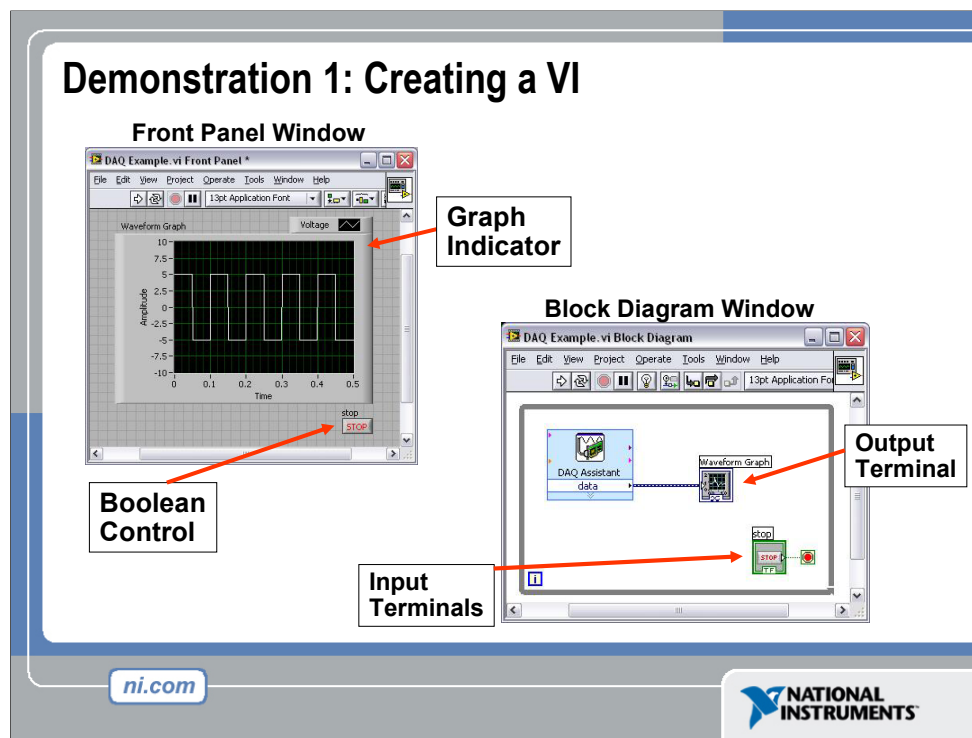 Demonstration 1: Creating a VI
Front Panel Window
DAQ Example.vi Front Panel *
File Edit View Project Operate Tools Window Help
13pt Application Font
Waveform Graph
Voltage
10
7.5
5
2.5
0
-2.5
-5
-7.5
-10
Amplitude
0 0.1 0.2 0.3 0.4 0.5
Time
stop
STOP
Graph
Indicator
Boolean
Control
Block Diagram Window
DAQ Example.vi Block Diagram
File Edit View Project Operate Tools Window Help
13pt Application Fo
DAQ Assistant
data
Waveform Graph
stop
STOP
TF
i
Output
Terminal
Input
Terminals
ni.com
NATIONAL
INSTRUMENTS